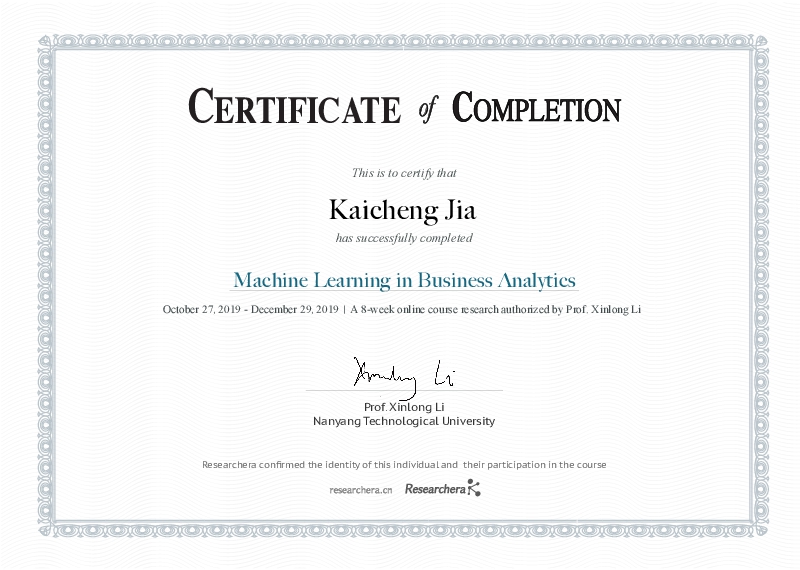 CERTIFICATE of COMPLETION
This is to certify that
Kaicheng Jia
has successfully completed
Machine Learning in Business Analytics
October 27, 2019 - December 29, 2019 | A 8-week online course research authorized by Prof. Xinlong Li
Xinlong Li
Prof. Xinlong Li
Nanyang Technological University
Researchera confirmed the identity of this individual and their participation in the course
researchera.cn Researchera